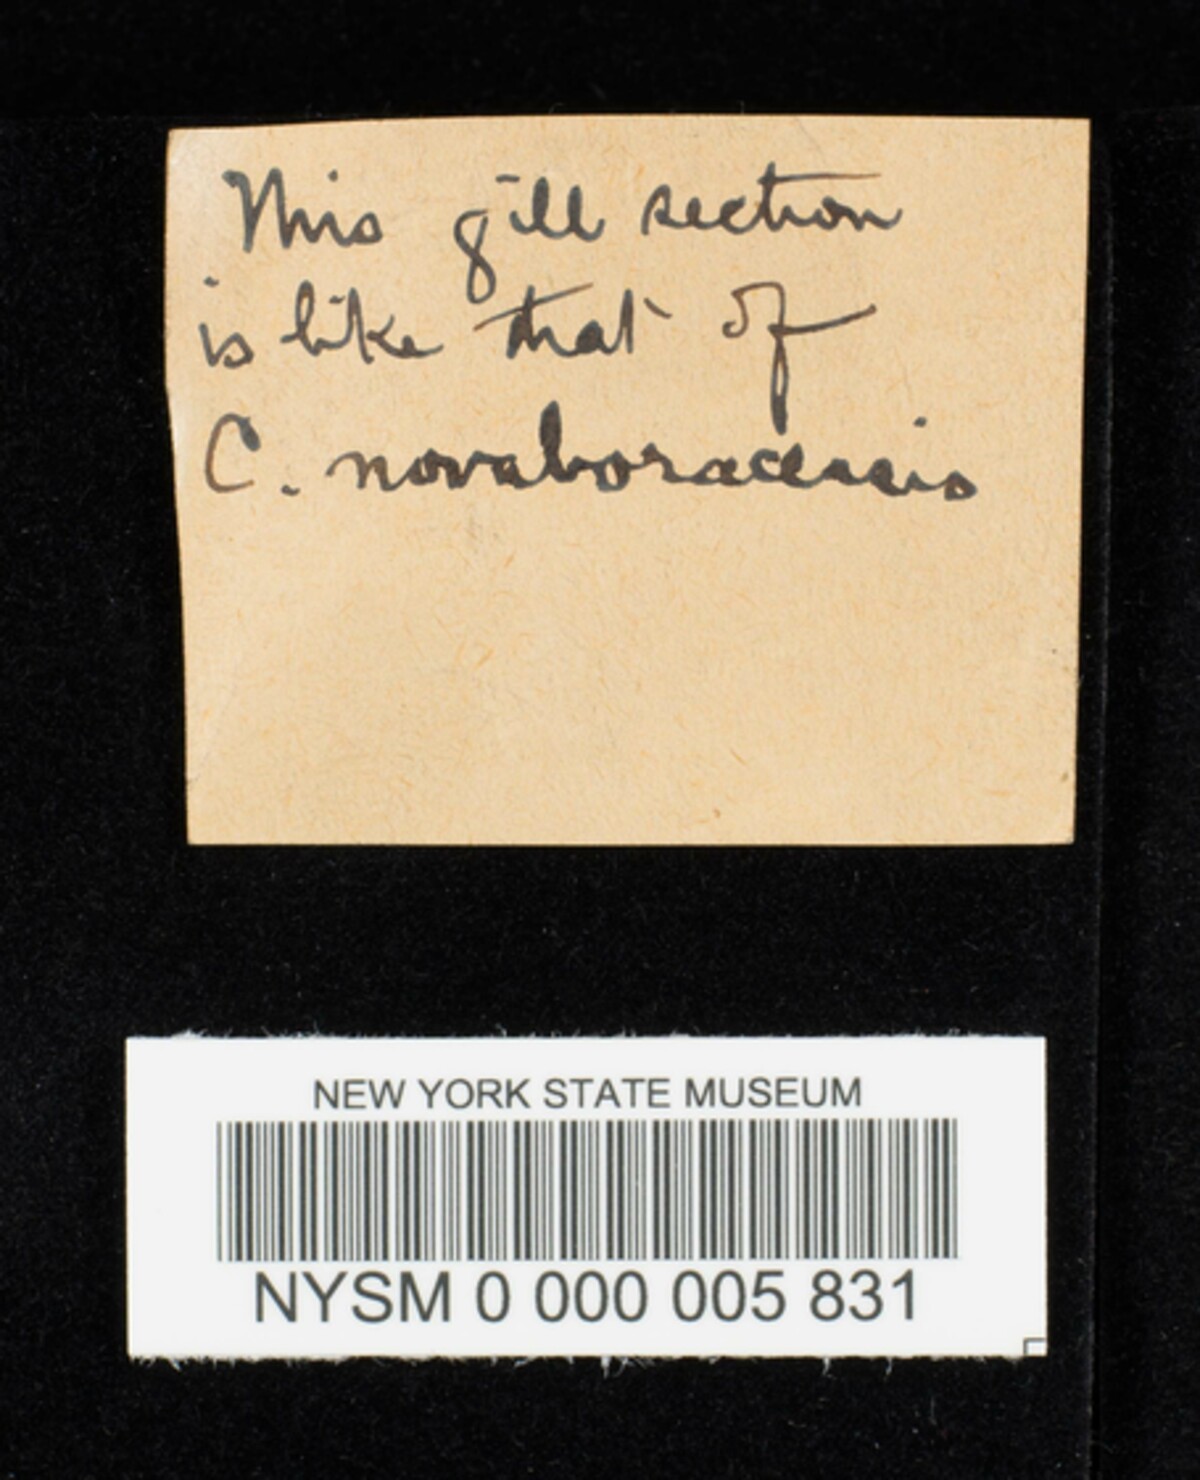 This gill section
is like that of
C. novaboracensis
NEW YORK STATE MUSEUM
NYSM 0 000 005 831